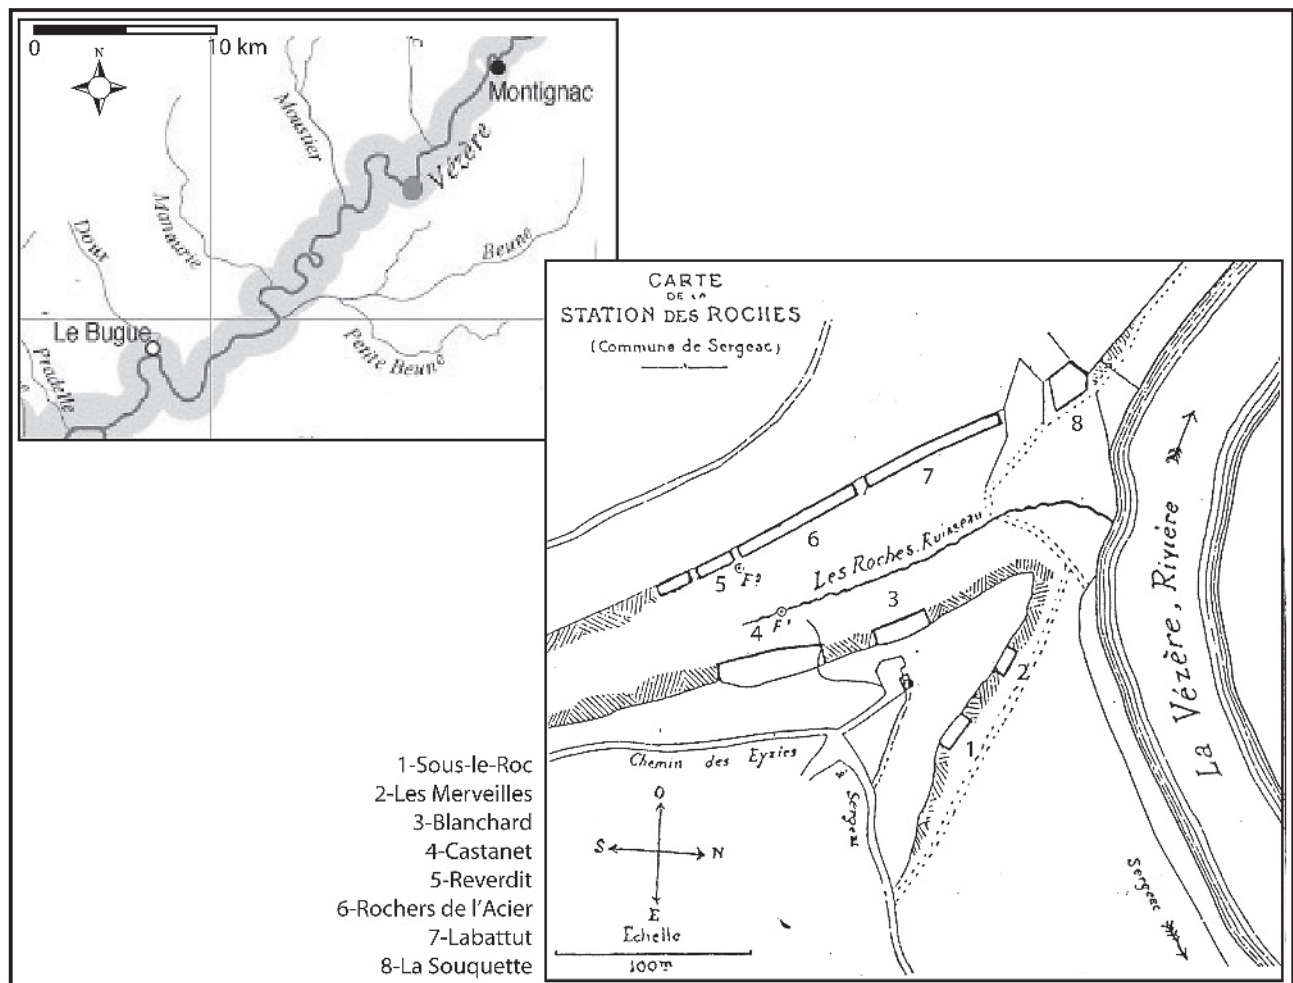 0
10 km
N
Montignac
Moustier
Vézère
Manaurie
Doux
Beune
Le Bugue
Petite Beune
Pradelle
CARTE
DE LA
STATION DES ROCHES
(Commune de Sergeac)
8
7
6
Les Roches, Ruisseau
5
F²
3
4
F¹
2
La Vézère, Rivière
1
Chemin des Eyzies
à Sergeac
O
S
N
E
Echelle
100m
Sergeac
1-Sous-le-Roc
2-Les Merveilles
3-Blanchard
4-Castanet
5-Reverdit
6-Rochers de l'Acier
7-Labattut
8-La Souquette